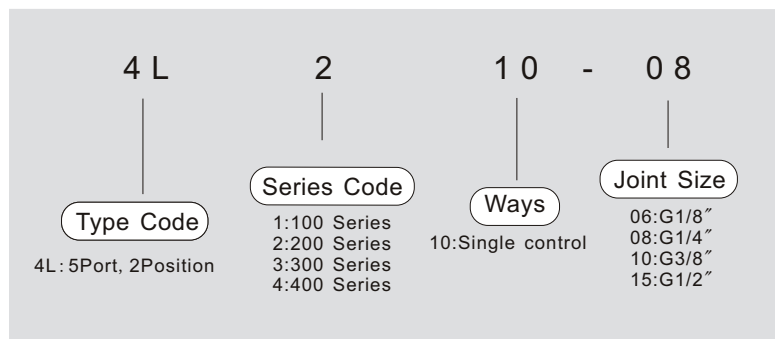 4L 2 10 - 08
Type Code
4L: 5Port, 2Position
Series Code
1:100 Series
2:200 Series
3:300 Series
4:400 Series
Ways
10:Single control
Joint Size
06:G1/8″
08:G1/4″
10:G3/8″
15:G1/2″